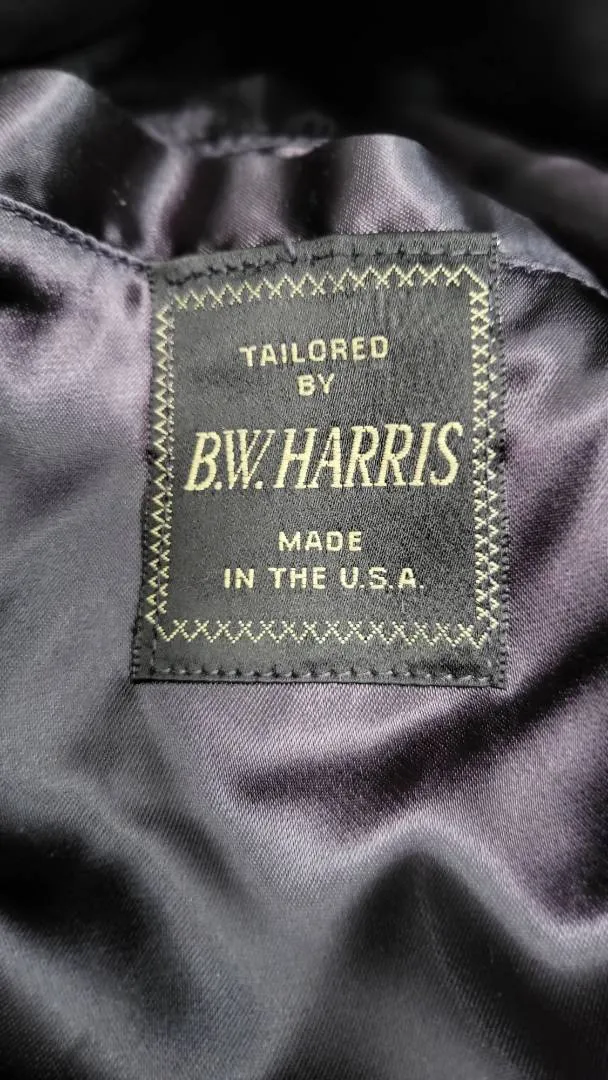 TAILORED
BY
B.W. HARRIS
MADE
IN THE U.S.A.